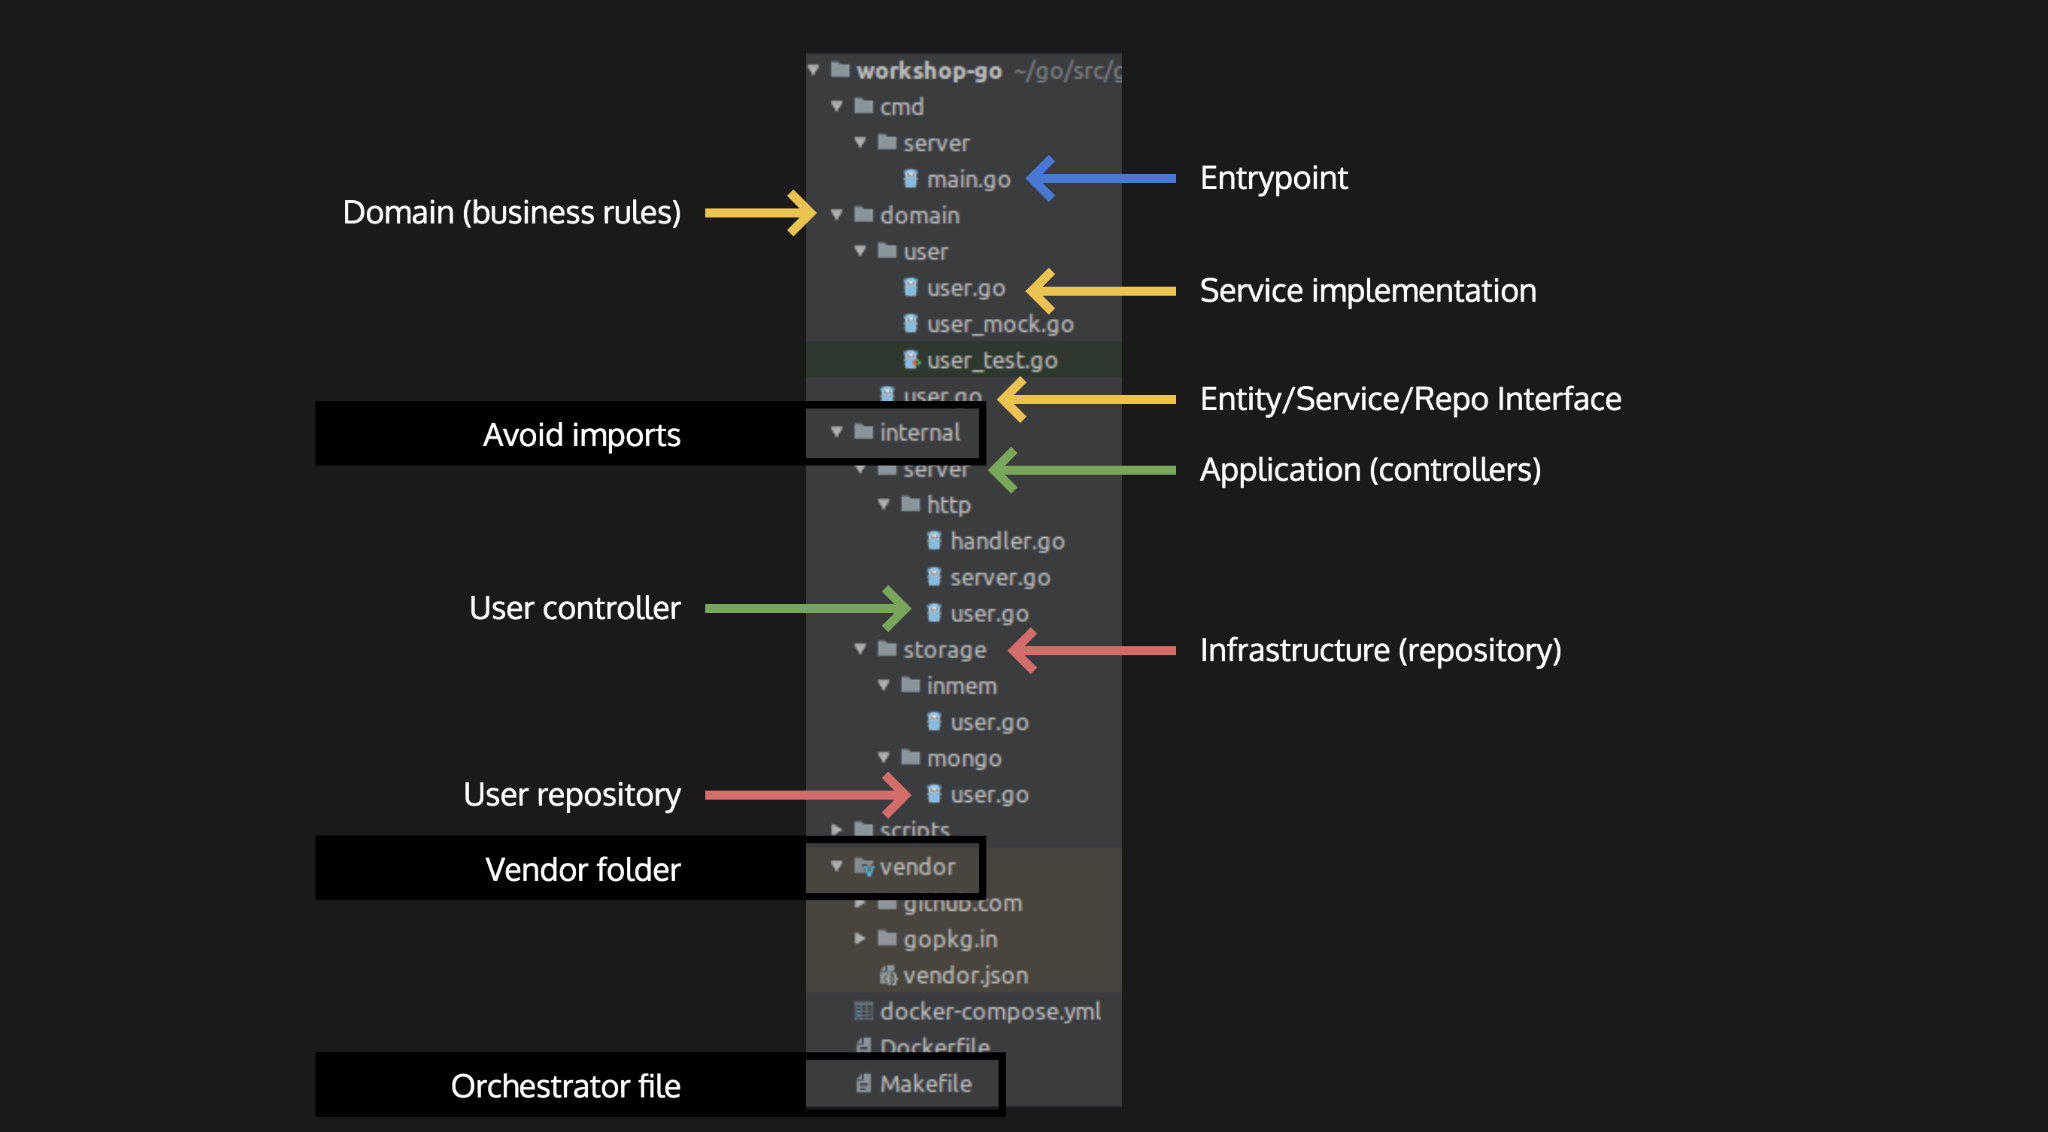 workshop-go ~/go/src/g
cmd
server
main.go
Entrypoint
Domain (business rules)
domain
user
user.go
Service implementation
user_mock.go
user_test.go
user.go
Entity/Service/Repo Interface
Avoid imports
internal
server
Application (controllers)
http
handler.go
server.go
User controller
user.go
storage
Infrastructure (repository)
inmem
user.go
mongo
User repository
user.go
scripts
Vendor folder
vendor
github.com
gopkg.in
vendor.json
docker-compose.yml
Dockerfile
Orchestrator file
Makefile